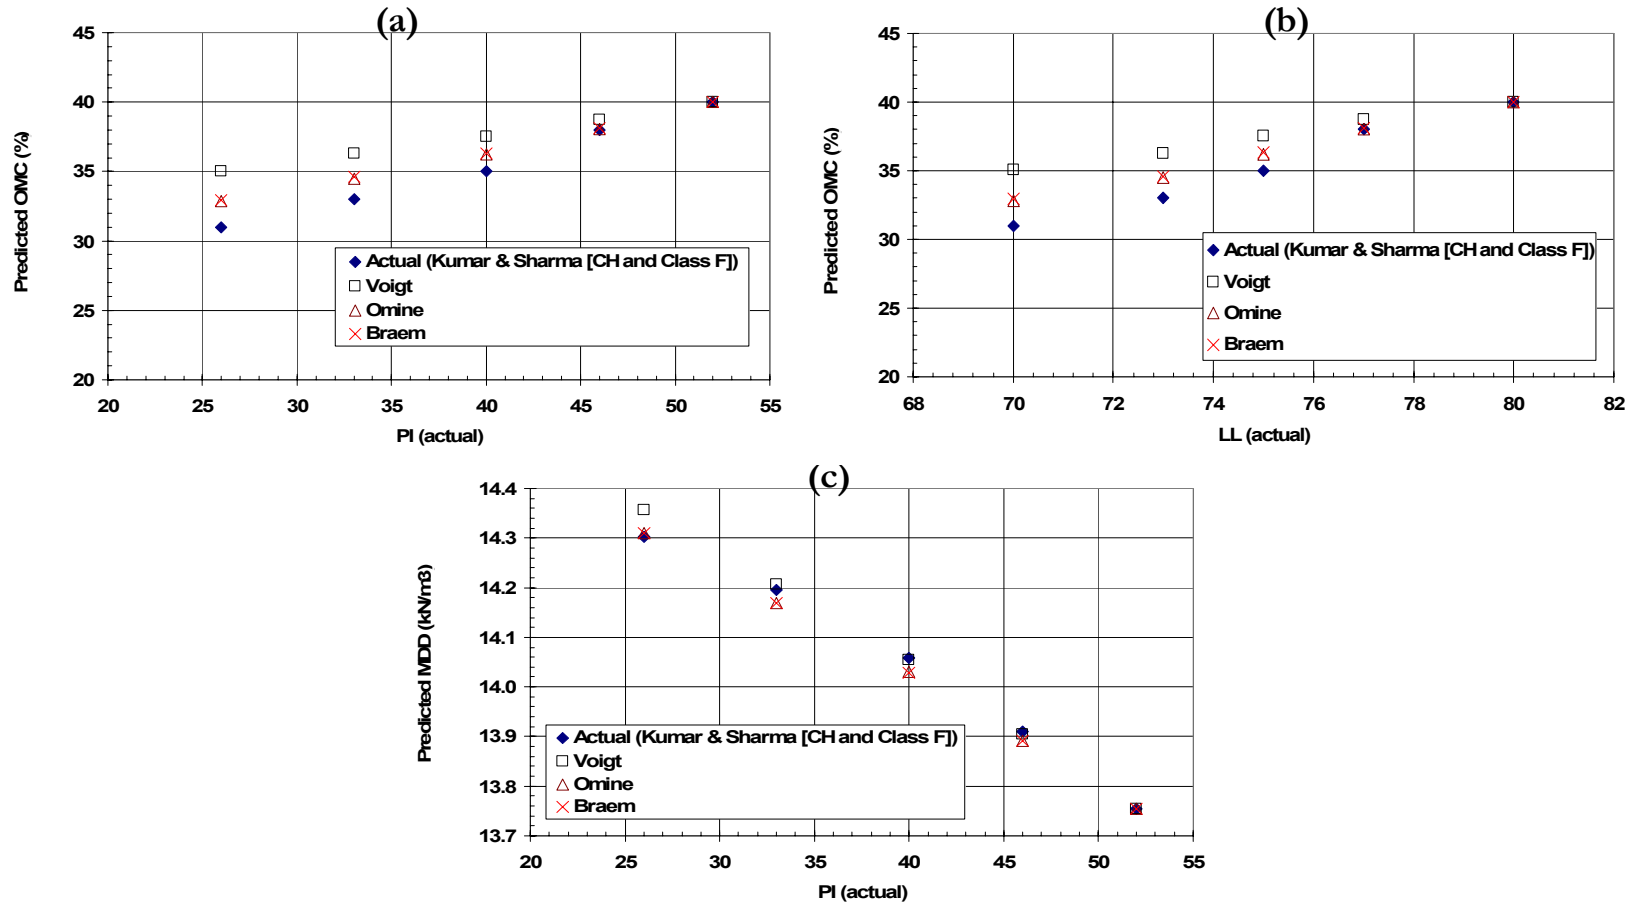 (a)
45
40
35
30
25
20
Predicted OMC (%)
Actual (Kumar & Sharma [CH and Class F])
Voigt
Omine
Braem
20 25 30 35 40 45 50 55
PI (actual)
(b)
45
40
35
30
25
20
Predicted OMC (%)
Actual (Kumar & Sharma [CH and Class F])
Voigt
Omine
Braem
68 70 72 74 76 78 80 82
LL (actual)
(c)
14.4
14.3
14.2
14.1
14.0
13.9
13.8
13.7
Predicted MDD (kN/m3)
Actual (Kumar & Sharma [CH and Class F])
Voigt
Omine
Braem
20 25 30 35 40 45 50 55
PI (actual)